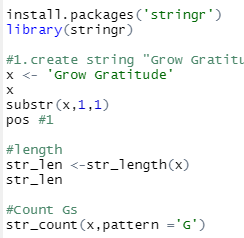 install.packages('stringr')
library(stringr)
#1.create string "Grow Gratitu
x <- 'Grow Gratitude'
x
substr(x,1,1)
pos #1
#length
str_len <-str_length(x)
str_len
#Count Gs
str_count(x,pattern ='G')